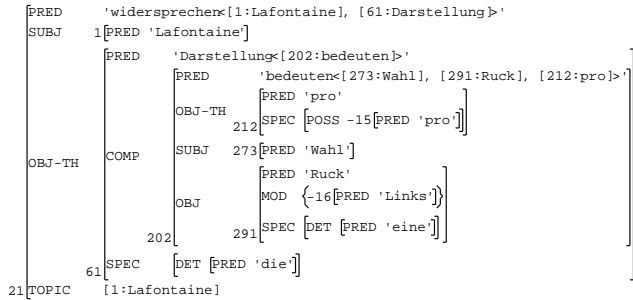 PRED 'widersprechen<[1:Lafontaine], [61:Darstellung]>'
SUBJ 1[PRED 'Lafontaine']
PRED 'Darstellung<[202:bedeuten]>'
PRED 'bedeuten<[273:Wahl], [291:Ruck], [212:pro]>'
PRED 'pro'
OBJ-TH
212 SPEC [POSS -15[PRED 'pro']]
COMP SUBJ 273[PRED 'Wahl']
OBJ-TH
PRED 'Ruck'
MOD {-16[PRED 'Links']}
OBJ
202 291 SPEC [DET [PRED 'eine']]
61 SPEC [DET [PRED 'die']]
21 TOPIC [1:Lafontaine]